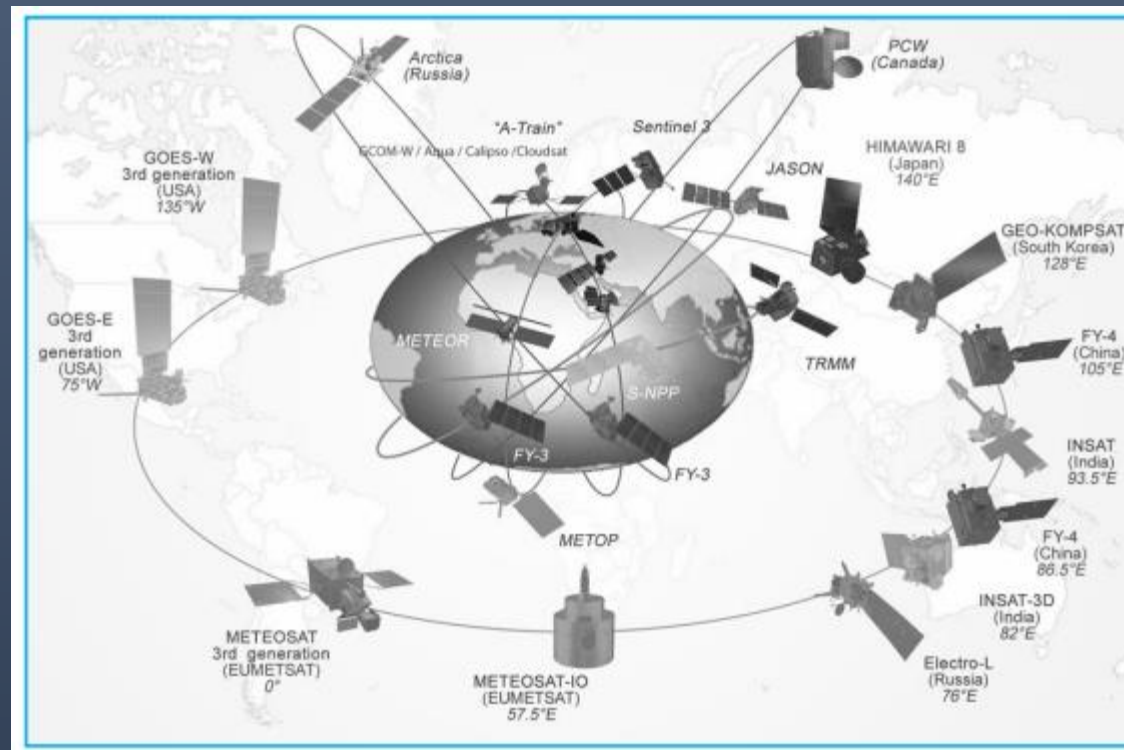 Arctica
(Russia)
PCW
(Canada)
"A-Train"
GCOM-W / Aqua / Calipso /Cloudsat
Sentinel 3
JASON
HIMAWARI 8
(Japan)
140°E
GOES-W
3rd generation
(USA)
135°W
GEO-KOMPSAT
(South Korea)
128°E
GOES-E
3rd
generation
(USA)
75°W
METEOR
TRMM
FY-4
(China)
105°E
S-NPP
FY-3
FY-3
INSAT
(India)
93.5°E
METOP
FY-4
(China)
86.5°E
INSAT-3D
(India)
82°E
METEOSAT
3rd generation
(EUMETSAT)
0°
METEOSAT-IO
(EUMETSAT)
57.5°E
Electro-L
(Russia)
76°E